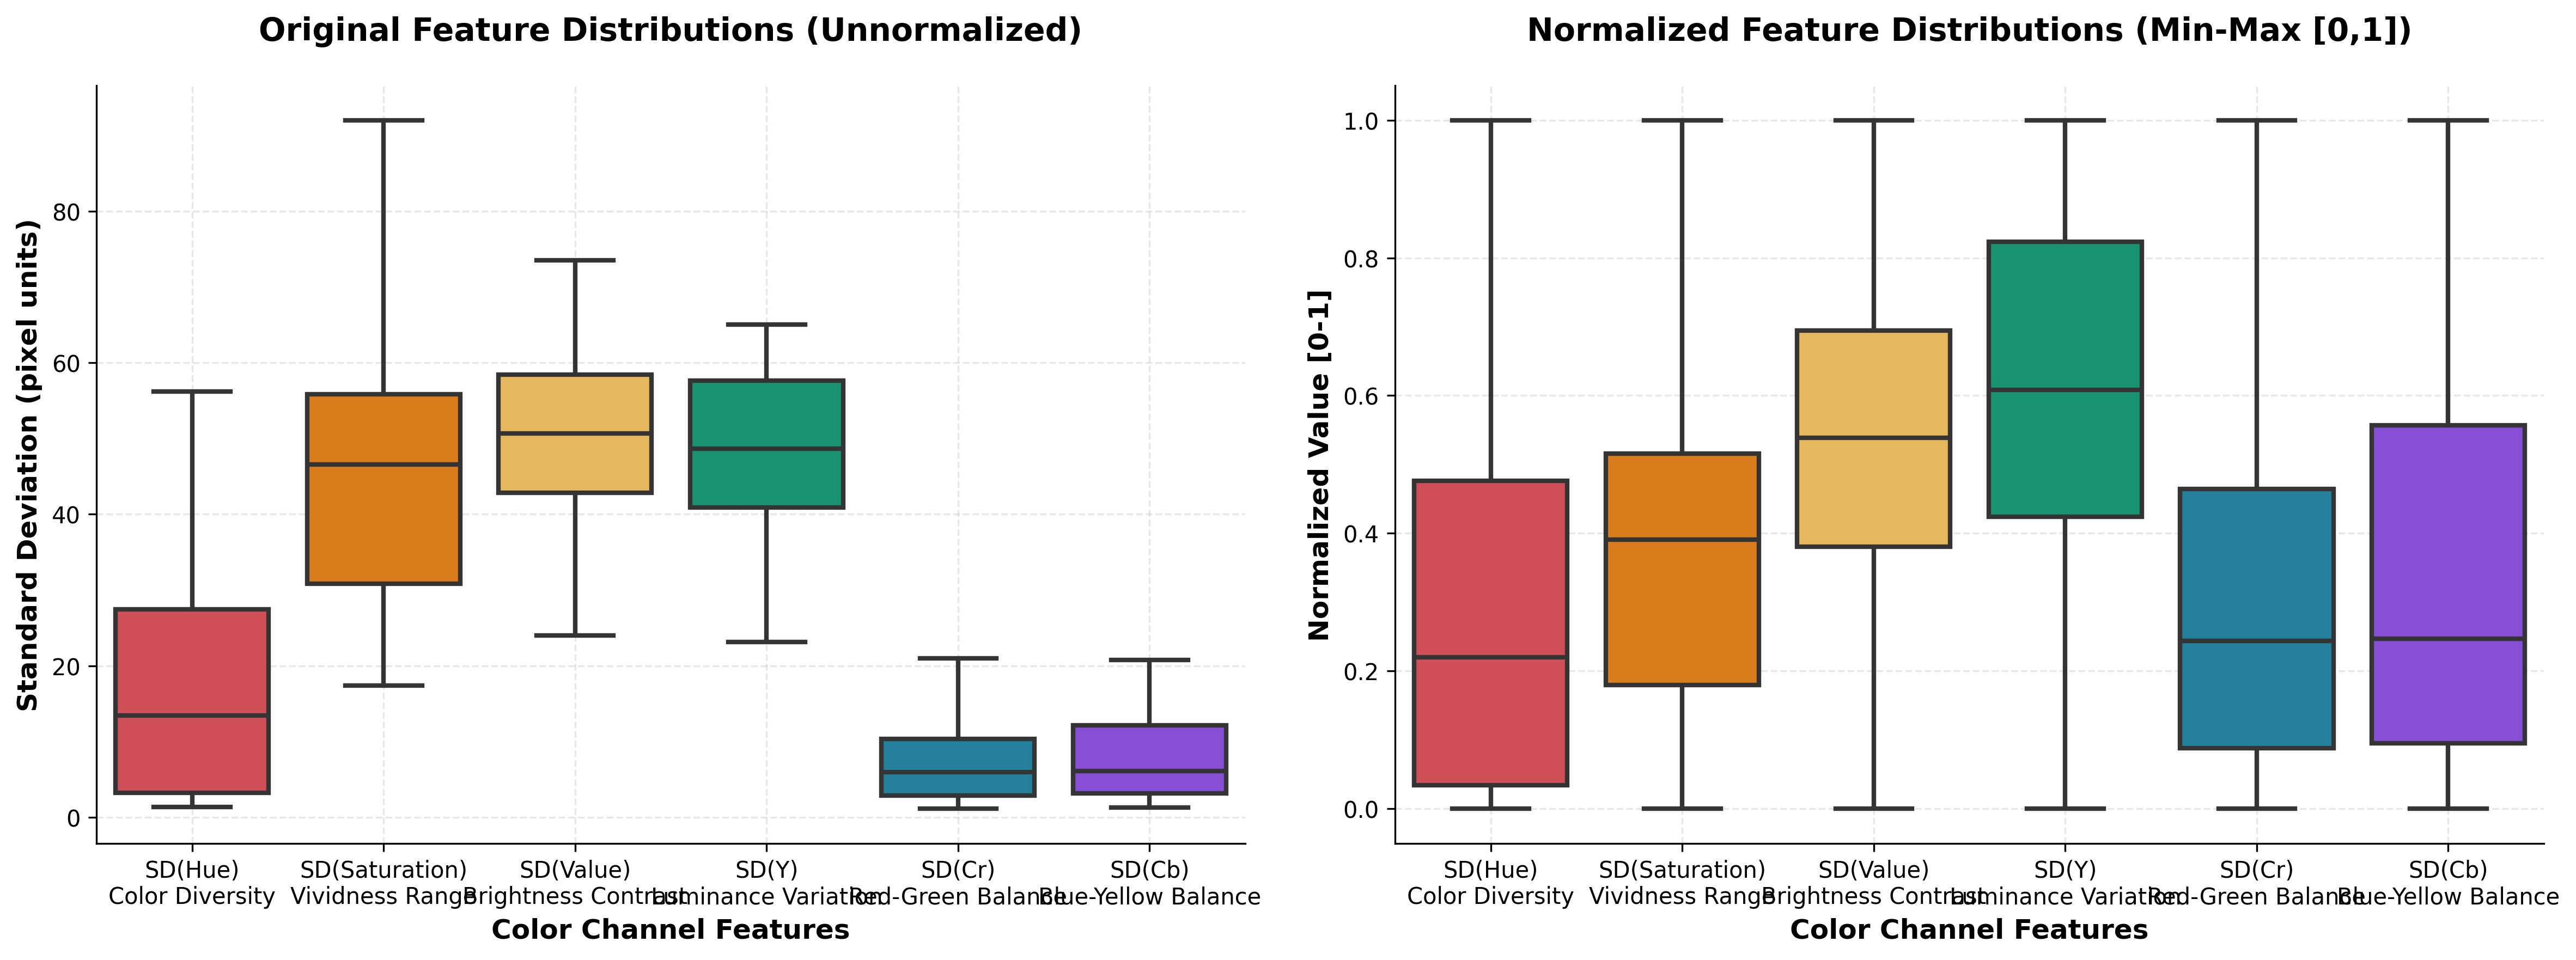 Original Feature Distributions (Unnormalized)
Standard Deviation (pixel units)
80
60
40
20
0
SD(Hue) SD(Saturation) SD(Value) SD(Y) SD(Cr) SD(Cb)
Color Diversity Vividness Range Brightness Contrast Luminance Variation Red-Green Balance Blue-Yellow Balance
Color Channel Features
Normalized Feature Distributions (Min-Max [0,1])
Normalized Value [0-1]
1.0
0.8
0.6
0.4
0.2
0.0
SD(Hue) SD(Saturation) SD(Value) SD(Y) SD(Cr) SD(Cb)
Color Diversity Vividness Range Brightness Contrast Luminance Variation Red-Green Balance Blue-Yellow Balance
Color Channel Features